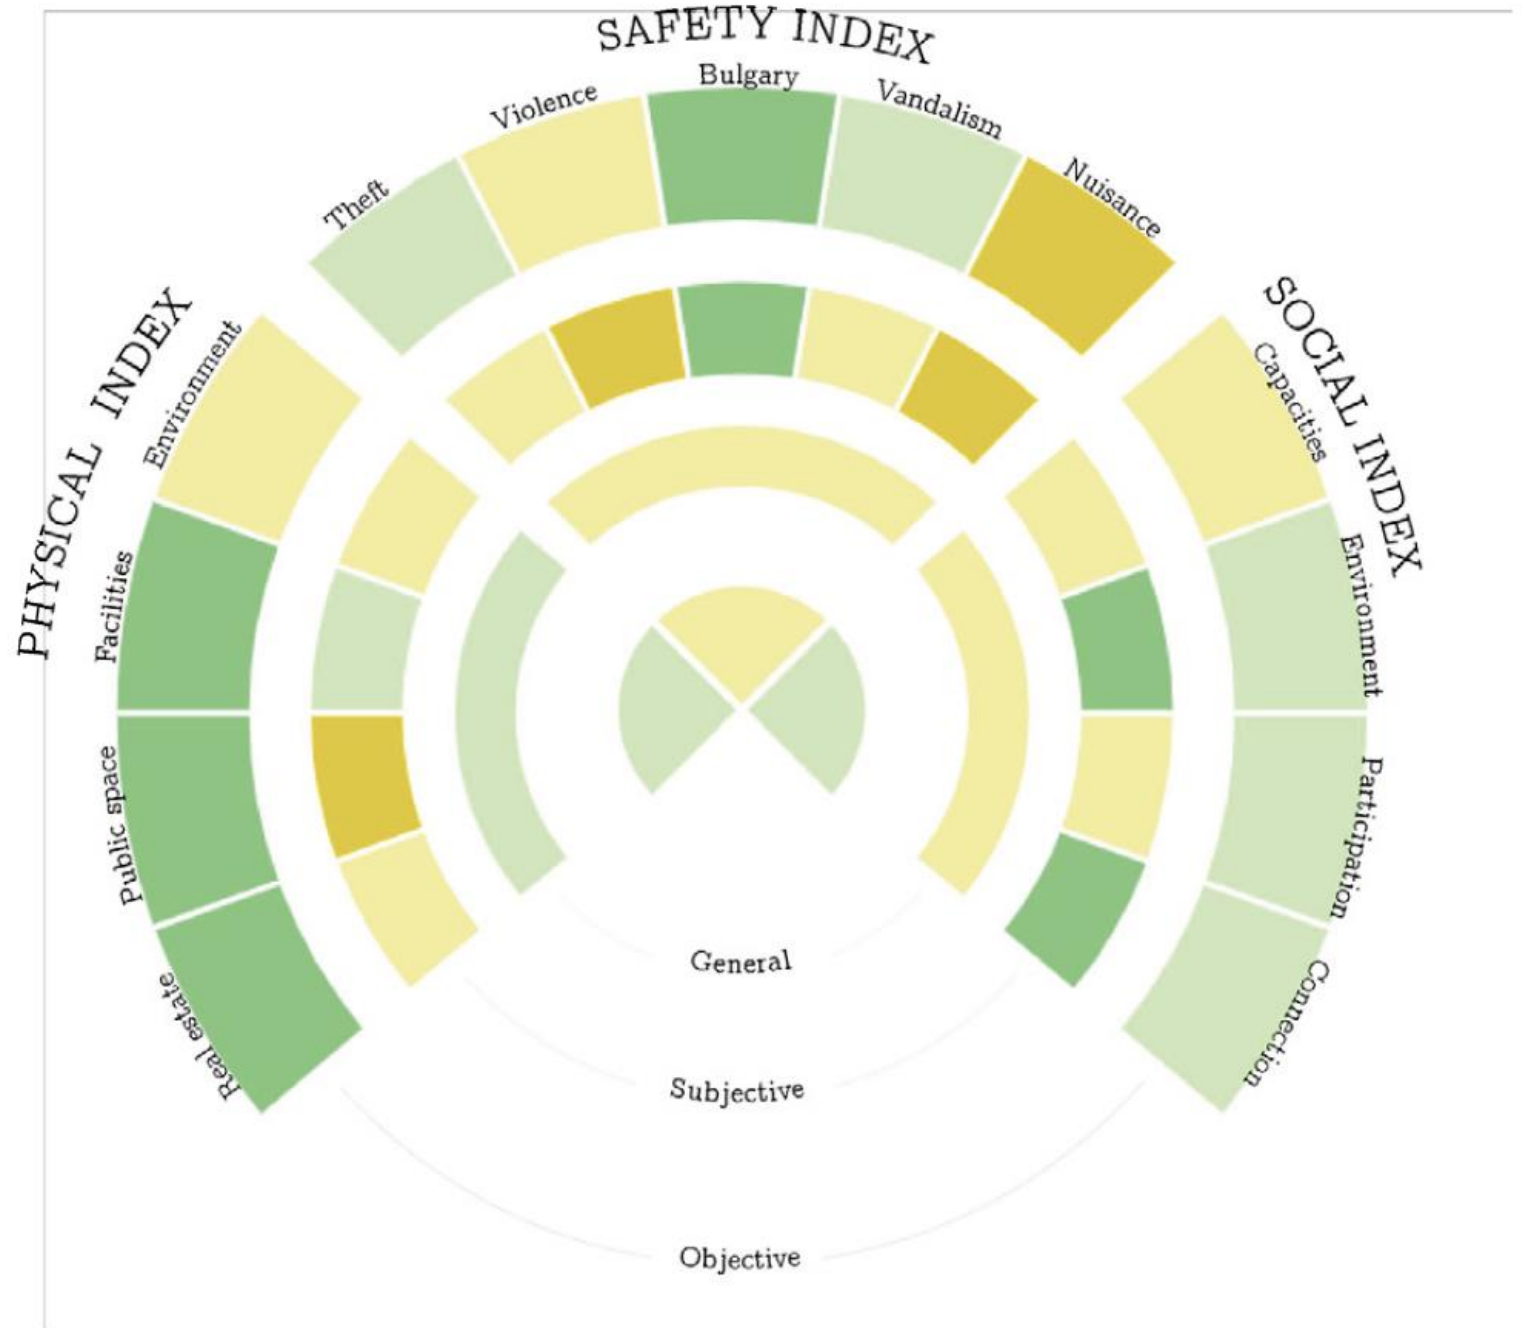 SAFETY INDEX
Bulgary
Violence
Vandalism
Theft
Nuisance
PHYSICAL INDEX
Environment
Facilities
Public space
Real estate
SOCIAL INDEX
Capacities
Environment
Participation
Connection
General
Subjective
Objective